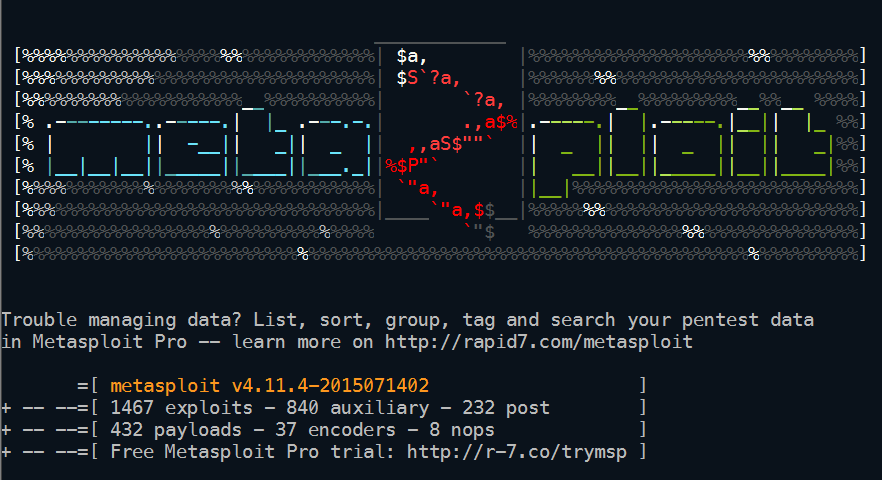 metasploit
Trouble managing data? List, sort, group, tag and search your pentest data
in Metasploit Pro -- learn more on http://rapid7.com/metasploit
=[ metasploit v4.11.4-2015071402 ]
+ -- --=[ 1467 exploits - 840 auxiliary - 232 post ]
+ -- --=[ 432 payloads - 37 encoders - 8 nops ]
+ -- --=[ Free Metasploit Pro trial: http://r-7.co/trymsp ]